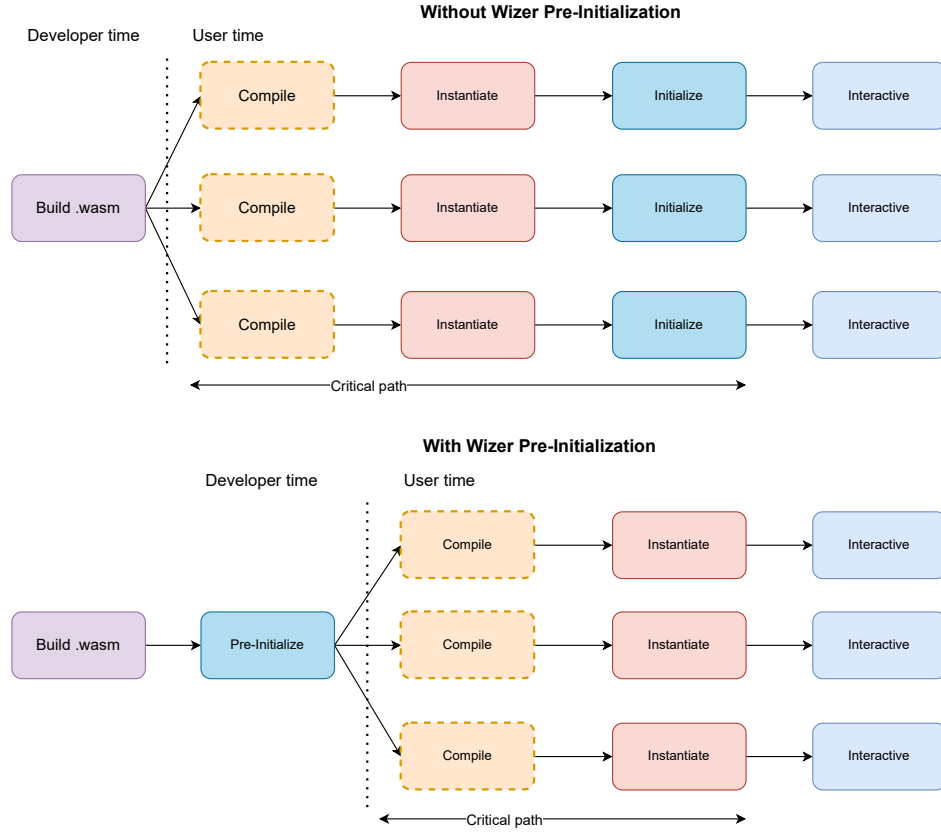 Without Wizer Pre-Initialization
Developer time
User time
Compile
Instantiate
Initialize
Interactive
Build .wasm
Compile
Instantiate
Initialize
Interactive
Compile
Instantiate
Initialize
Interactive
Critical path
With Wizer Pre-Initialization
Developer time
User time
Compile
Instantiate
Interactive
Build .wasm
Pre-Initialize
Compile
Instantiate
Interactive
Compile
Instantiate
Interactive
Critical path